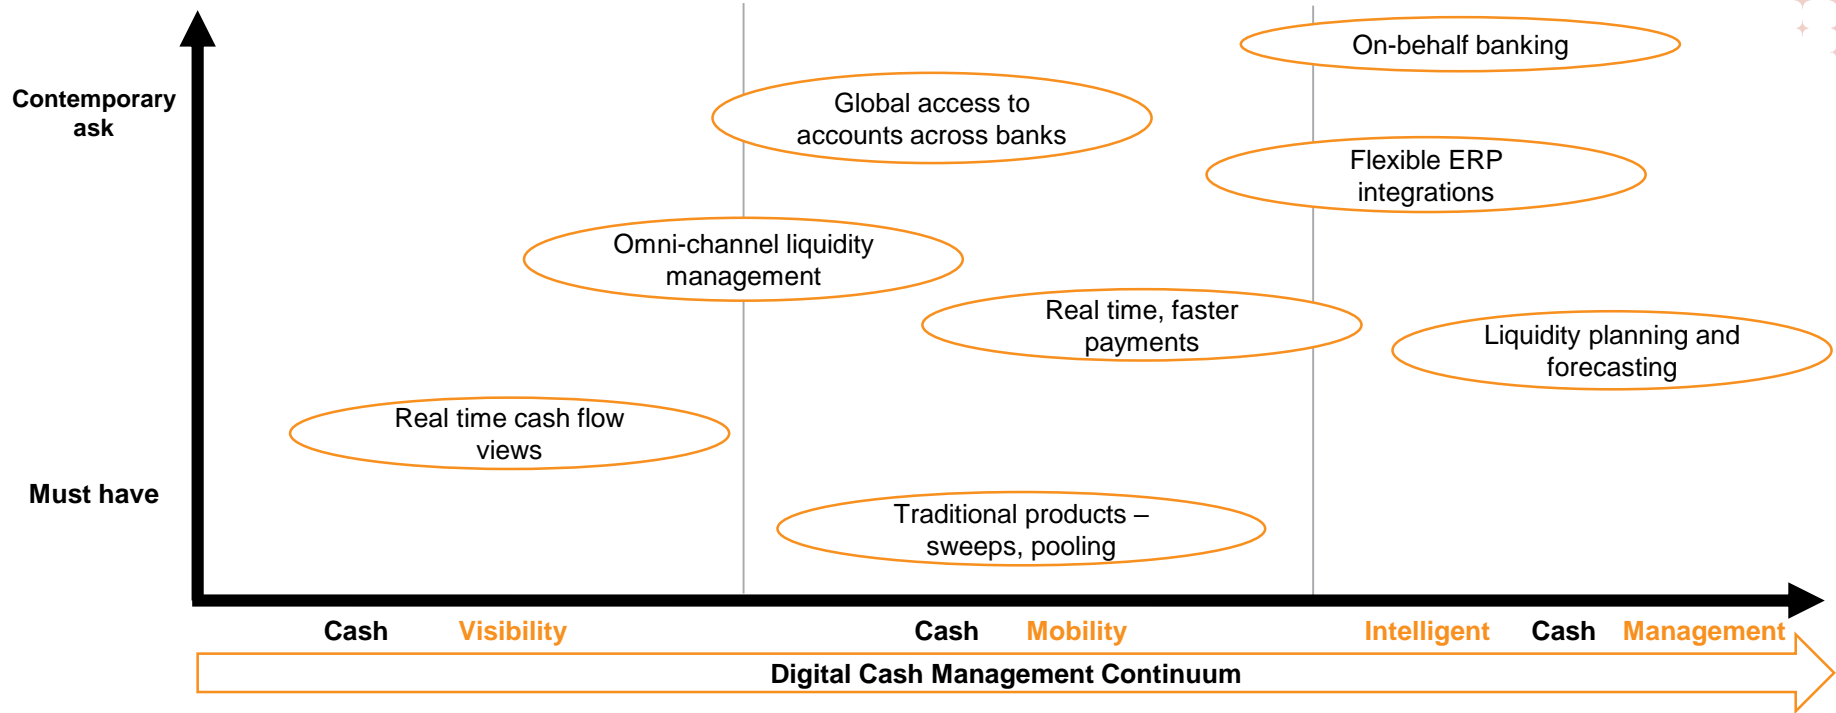 On-behalf banking
Contemporary
ask
Global access to
accounts across banks
Flexible ERP
integrations
Omni-channel liquidity
management
Real time, faster
payments
Liquidity planning and
forecasting
Real time cash flow
views
Must have
Traditional products –
sweeps, pooling
Cash Visibility
Cash Mobility
Intelligent Cash Management
Digital Cash Management Continuum